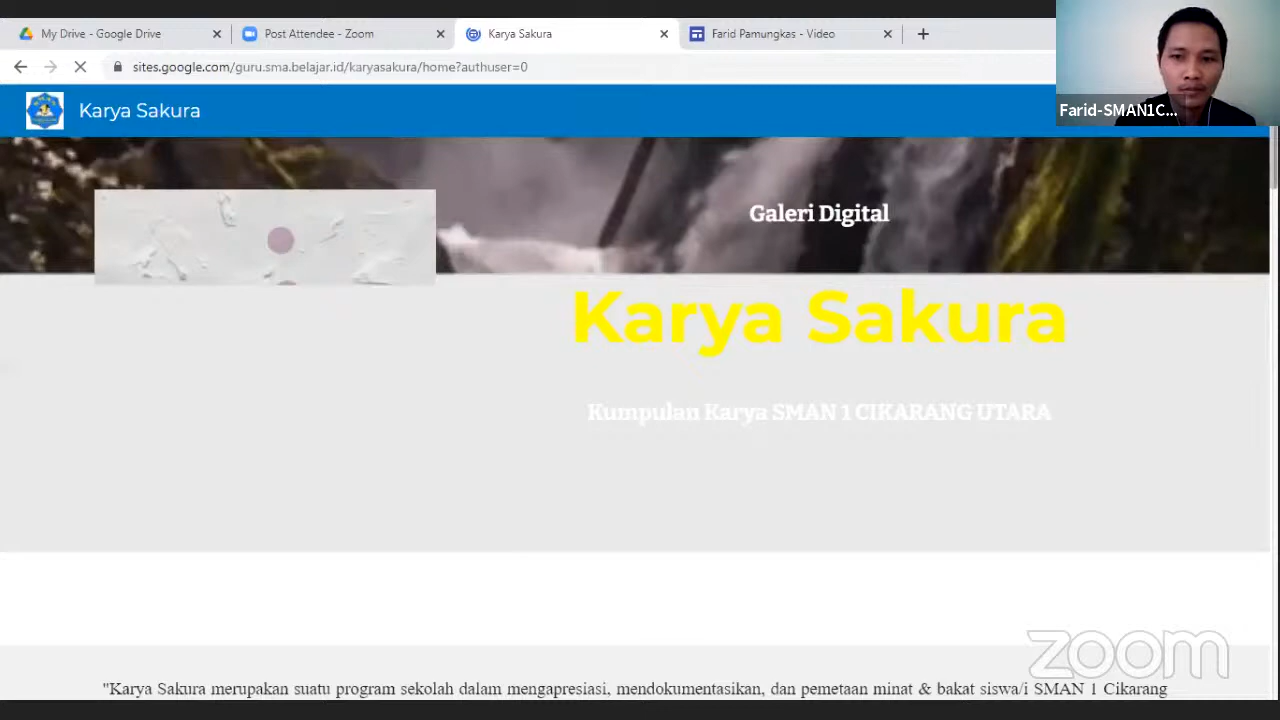 My Drive - Google Drive
Post Attendee - Zoom
Karya Sakura
Farid Pamungkas - Video
sites.google.com/guru.sma.belajar.id/karyasakura/home?authuser=0
Farid-SMAN1C...
Karya Sakura
Galeri Digital
Karya Sakura
Kumpulan Karya SMAN 1 CIKARANG UTARA
zoom
"Karya Sakura merupakan suatu program sekolah dalam mengapresiasi, mendokumentasikan, dan pemetaan minat & bakat siswa/i SMAN 1 Cikarang